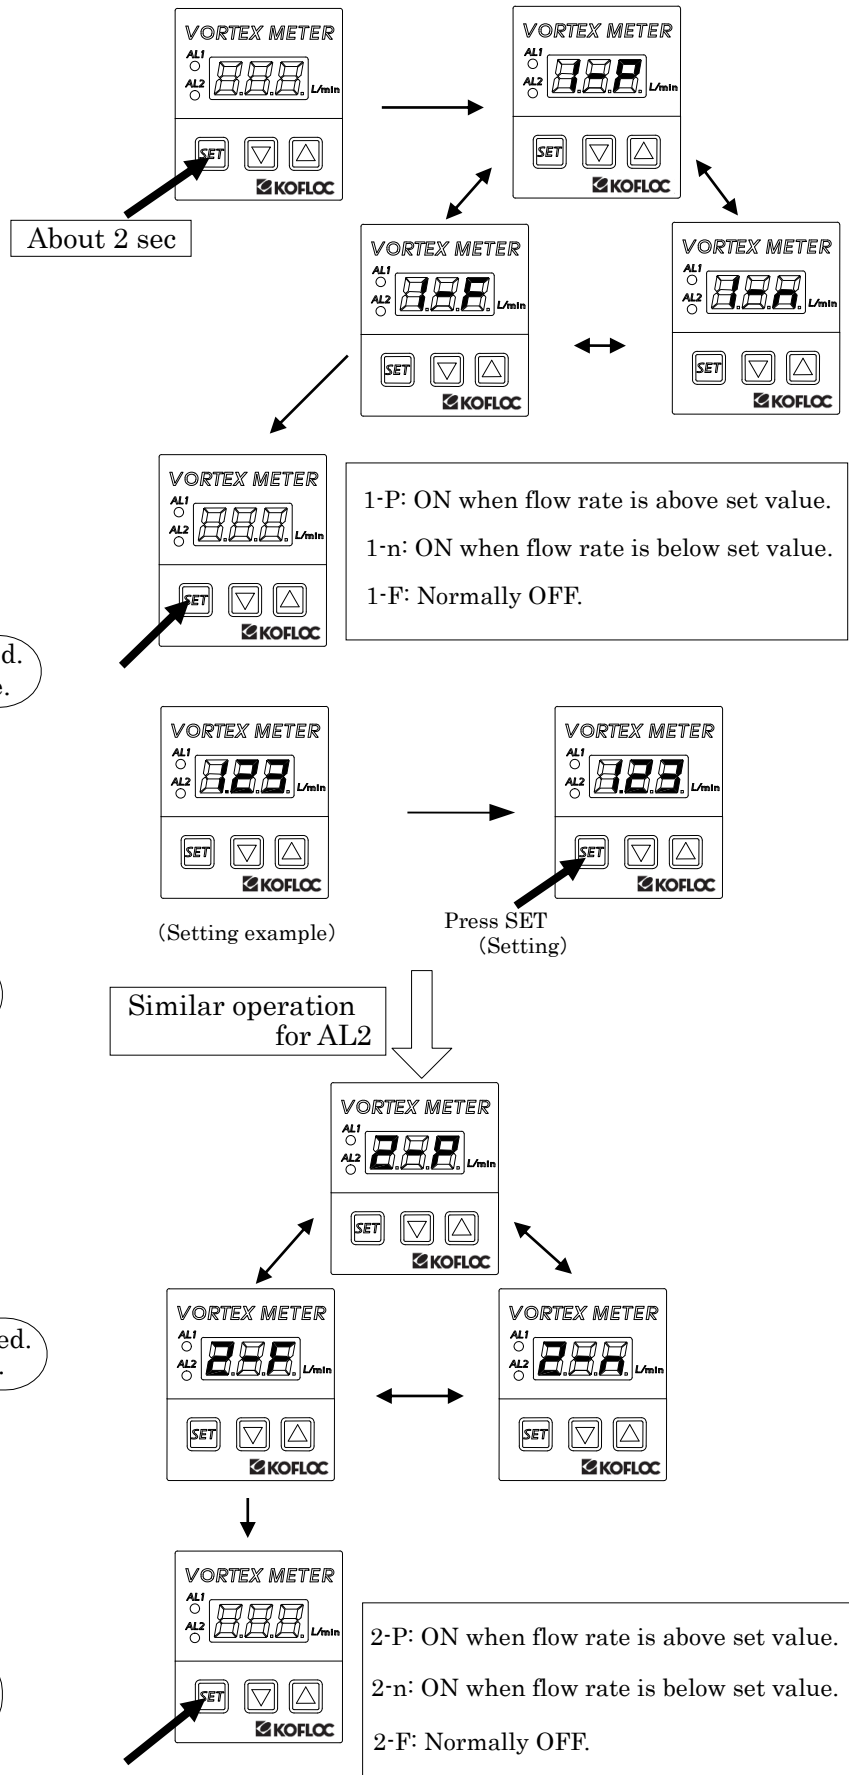 VORTEX METER
AL1
AL2
L/min
SET
KOFLOC
VORTEX METER
AL1
AL2
1-P
L/min
SET
KOFLOC
About 2 sec
VORTEX METER
AL1
AL2
1-F
L/min
SET
KOFLOC
VORTEX METER
AL1
AL2
1-n
L/min
SET
KOFLOC
VORTEX METER
AL1
AL2
L/min
SET
KOFLOC
1-P: ON when flow rate is above set value.
1-n: ON when flow rate is below set value.
1-F: Normally OFF.
VORTEX METER
AL1
AL2
1.23
L/min
SET
KOFLOC
(Setting example)
VORTEX METER
AL1
AL2
1.23
L/min
SET
KOFLOC
Press SET
(Setting)
Similar operation
for AL2
VORTEX METER
AL1
AL2
2-P
L/min
SET
KOFLOC
VORTEX METER
AL1
AL2
2-F
L/min
SET
KOFLOC
VORTEX METER
AL1
AL2
2-n
L/min
SET
KOFLOC
VORTEX METER
AL1
AL2
L/min
SET
KOFLOC
2-P: ON when flow rate is above set value.
2-n: ON when flow rate is below set value.
2-F: Normally OFF.